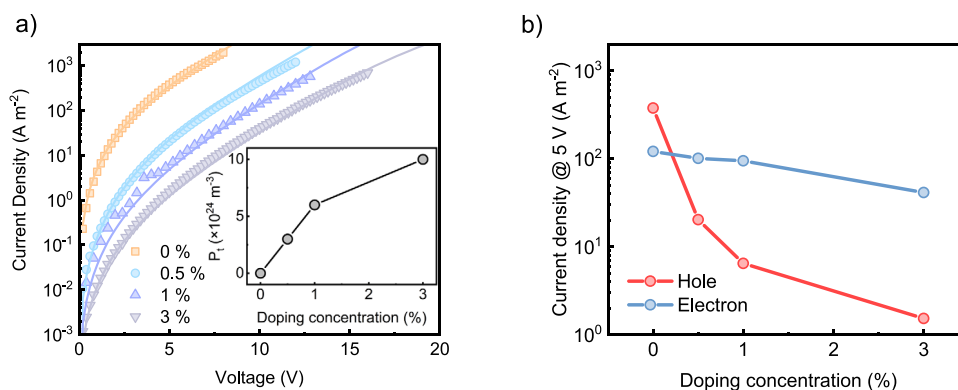 a)
Current Density (A m⁻²)
10³
10²
10¹
10⁰
10⁻¹
10⁻²
10⁻³
0 5 10 15 20
Voltage (V)
0 %
0.5 %
1 %
3 %
Pₜ (×10²⁴ m⁻³)
10
5
0
0 1 2 3
Doping concentration (%)
b)
Current density @ 5 V (A m⁻²)
10³
10²
10¹
10⁰
Hole
Electron
0 1 3
Doping concentration (%)